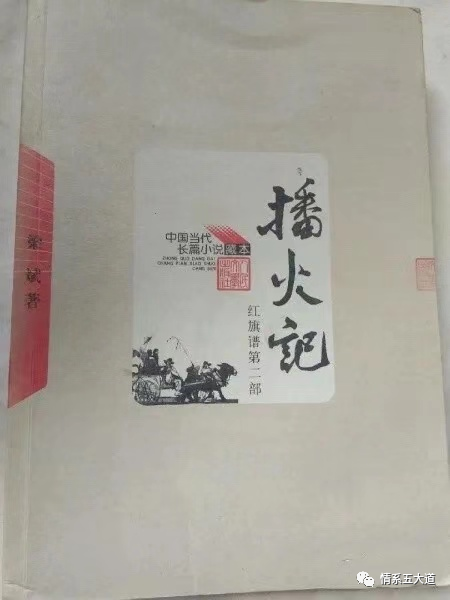 播火記
中国当代
长篇小说藏本
ZHONG GUO DANG DAI
CHANG PIAN XIAO SHUO
CANG BEN
红旗谱第二部
梁斌著
情系五大道